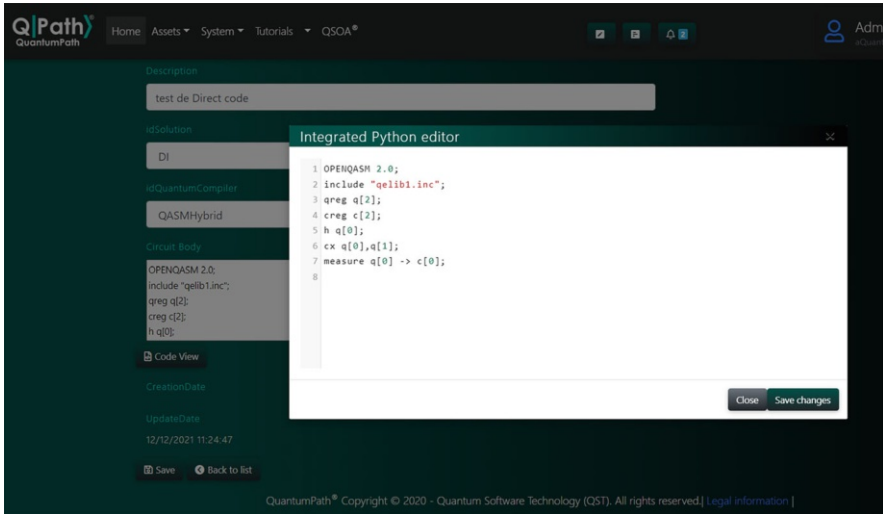 Q|Path⟩
QuantumPath
Home Assets System Tutorials QSOA®
2
Adm
aQuant
Description
test de Direct code
idSolution
DI
idQuantumCompiler
QASMHybrid
Circuit Body
OPENQASM 2.0;
include "qelib1.inc";
qreg q[2];
creg c[2];
h q[0];
Code View
CreationDate
UpdateDate
12/12/2021 11:24:47
Save Back to list
Integrated Python editor
1 OPENQASM 2.0;
2 include "qelib1.inc";
3 qreg q[2];
4 creg c[2];
5 h q[0];
6 cx q[0],q[1];
7 measure q[0] -> c[0];
8
Close Save changes
QuantumPath® Copyright © 2020 - Quantum Software Technology (QST). All rights reserved.| Legal information |